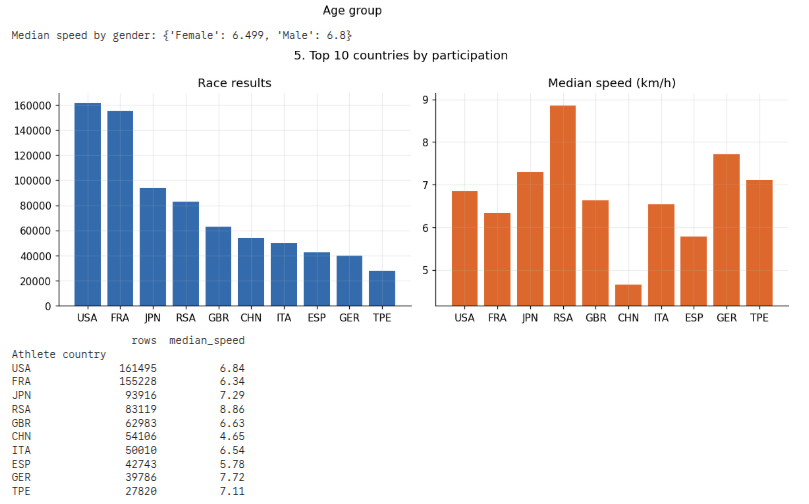 Age group
Median speed by gender: {'Female': 6.499, 'Male': 6.8}
5. Top 10 countries by participation
Race results
160000
140000
120000
100000
80000
60000
40000
20000
0
USA FRA JPN RSA GBR CHN ITA ESP GER TPE
Median speed (km/h)
9
8
7
6
5
USA FRA JPN RSA GBR CHN ITA ESP GER TPE
rows median_speed
Athlete country
USA 161495 6.84
FRA 155228 6.34
JPN 93916 7.29
RSA 83119 8.86
GBR 62983 6.63
CHN 54106 4.65
ITA 50010 6.54
ESP 42743 5.78
GER 39786 7.72
TPE 27820 7.11